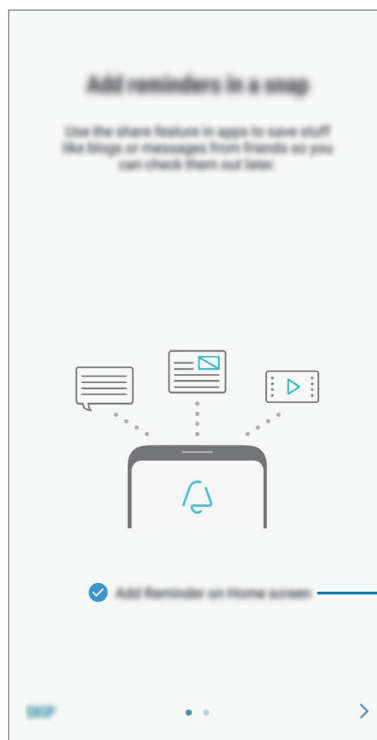 Add reminders in a snap
Use the share feature in apps to save stuff
like blogs or messages from friends so you
can check them out later.
Add Reminder on Home screen
SKIP